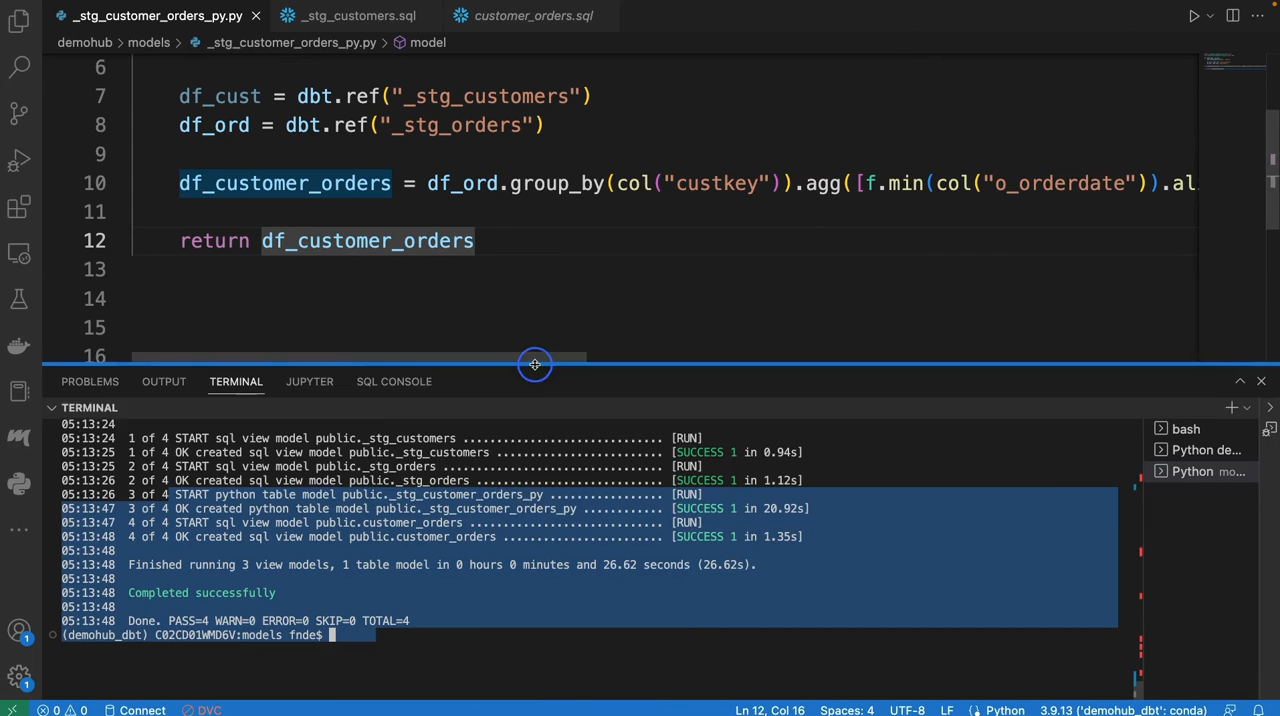 _stg_customer_orders_py.py
_stg_customers.sql
customer_orders.sql
demohub > models > _stg_customer_orders_py.py > model
6
7 df_cust = dbt.ref("_stg_customers")
8 df_ord = dbt.ref("_stg_orders")
9
10 df_customer_orders = df_ord.group_by(col("custkey")).agg([f.min(col("o_orderdate").al
11
12 return df_customer_orders
13
14
15
16
PROBLEMS OUTPUT TERMINAL JUPYTER SQL CONSOLE
TERMINAL
05:13:24
05:13:24 1 of 4 START sql view model public._stg_customers ............................... [RUN]
05:13:25 1 of 4 OK created sql view model public._stg_customers .......................... [SUCCESS 1 in 0.94s]
05:13:25 2 of 4 START sql view model public._stg_orders .................................. [RUN]
05:13:26 2 of 4 OK created sql view model public._stg_orders ............................. [SUCCESS 1 in 1.12s]
05:13:26 3 of 4 START python table model public._stg_customer_orders_py .................. [RUN]
05:13:47 3 of 4 OK created python table model public._stg_customer_orders_py ............. [SUCCESS 1 in 20.92s]
05:13:47 4 of 4 START sql view model public.customer_orders .............................. [RUN]
05:13:48 4 of 4 OK created sql view model public.customer_orders ......................... [SUCCESS 1 in 1.35s]
05:13:48
05:13:48 Finished running 3 view models, 1 table model in 0 hours 0 minutes and 26.62 seconds (26.62s).
05:13:48
05:13:48 Completed successfully
05:13:48
05:13:48 Done. PASS=4 WARN=0 ERROR=0 SKIP=0 TOTAL=4
(demohub_dbt) C02CD01WMD6V:models fnde$
bash
Python de...
Python mo...
1
1
0 0 Connect DVC Ln 12, Col 16 Spaces: 4 UTF-8 LF Python 3.9.13 ('demohub_dbt': conda)